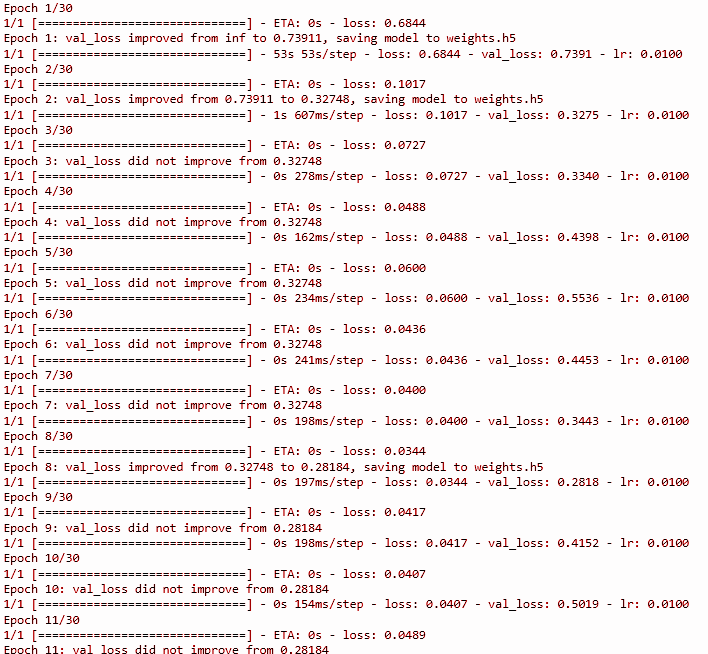 Epoch 1/30
1/1 [==============================] - ETA: 0s - loss: 0.6844
Epoch 1: val_loss improved from inf to 0.73911, saving model to weights.h5
1/1 [==============================] - 53s 53s/step - loss: 0.6844 - val_loss: 0.7391 - lr: 0.0100
Epoch 2/30
1/1 [==============================] - ETA: 0s - loss: 0.1017
Epoch 2: val_loss improved from 0.73911 to 0.32748, saving model to weights.h5
1/1 [==============================] - 1s 607ms/step - loss: 0.1017 - val_loss: 0.3275 - lr: 0.0100
Epoch 3/30
1/1 [==============================] - ETA: 0s - loss: 0.0727
Epoch 3: val_loss did not improve from 0.32748
1/1 [==============================] - 0s 278ms/step - loss: 0.0727 - val_loss: 0.3340 - lr: 0.0100
Epoch 4/30
1/1 [==============================] - ETA: 0s - loss: 0.0488
Epoch 4: val_loss did not improve from 0.32748
1/1 [==============================] - 0s 162ms/step - loss: 0.0488 - val_loss: 0.4398 - lr: 0.0100
Epoch 5/30
1/1 [==============================] - ETA: 0s - loss: 0.0600
Epoch 5: val_loss did not improve from 0.32748
1/1 [==============================] - 0s 234ms/step - loss: 0.0600 - val_loss: 0.5536 - lr: 0.0100
Epoch 6/30
1/1 [==============================] - ETA: 0s - loss: 0.0436
Epoch 6: val_loss did not improve from 0.32748
1/1 [==============================] - 0s 241ms/step - loss: 0.0436 - val_loss: 0.4453 - lr: 0.0100
Epoch 7/30
1/1 [==============================] - ETA: 0s - loss: 0.0400
Epoch 7: val_loss did not improve from 0.32748
1/1 [==============================] - 0s 198ms/step - loss: 0.0400 - val_loss: 0.3443 - lr: 0.0100
Epoch 8/30
1/1 [==============================] - ETA: 0s - loss: 0.0344
Epoch 8: val_loss improved from 0.32748 to 0.28184, saving model to weights.h5
1/1 [==============================] - 0s 197ms/step - loss: 0.0344 - val_loss: 0.2818 - lr: 0.0100
Epoch 9/30
1/1 [==============================] - ETA: 0s - loss: 0.0417
Epoch 9: val_loss did not improve from 0.28184
1/1 [==============================] - 0s 198ms/step - loss: 0.0417 - val_loss: 0.4152 - lr: 0.0100
Epoch 10/30
1/1 [==============================] - ETA: 0s - loss: 0.0407
Epoch 10: val_loss did not improve from 0.28184
1/1 [==============================] - 0s 154ms/step - loss: 0.0407 - val_loss: 0.5019 - lr: 0.0100
Epoch 11/30
1/1 [==============================] - ETA: 0s - loss: 0.0489
Epoch 11: val_loss did not improve from 0.28184